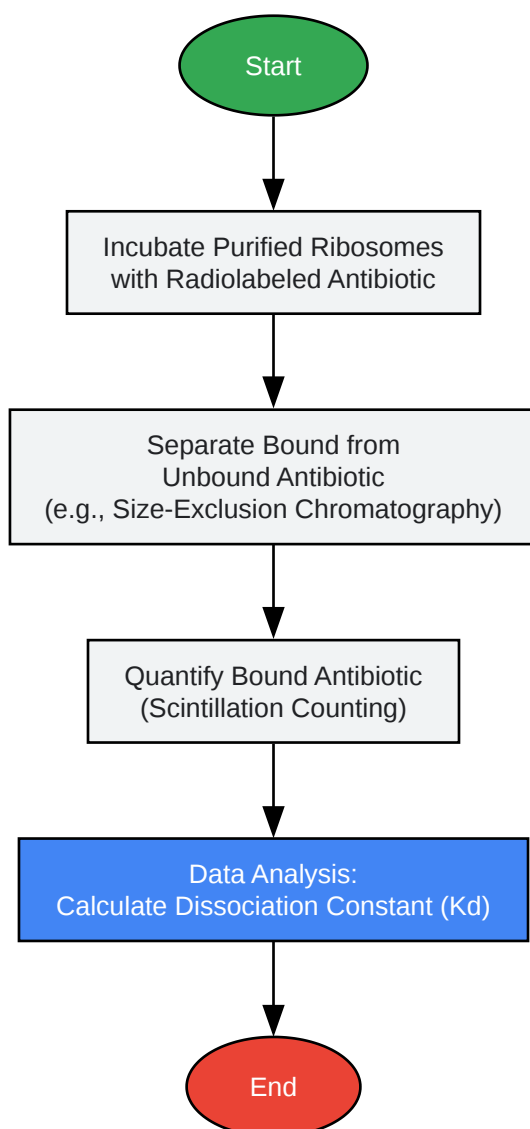 Start
Incubate Purified Ribosomes
with Radiolabeled Antibiotic
Separate Bound from
Unbound Antibiotic
(e.g., Size-Exclusion Chromatography)
Quantify Bound Antibiotic
(Scintillation Counting)
Data Analysis:
Calculate Dissociation Constant (Kd)
End